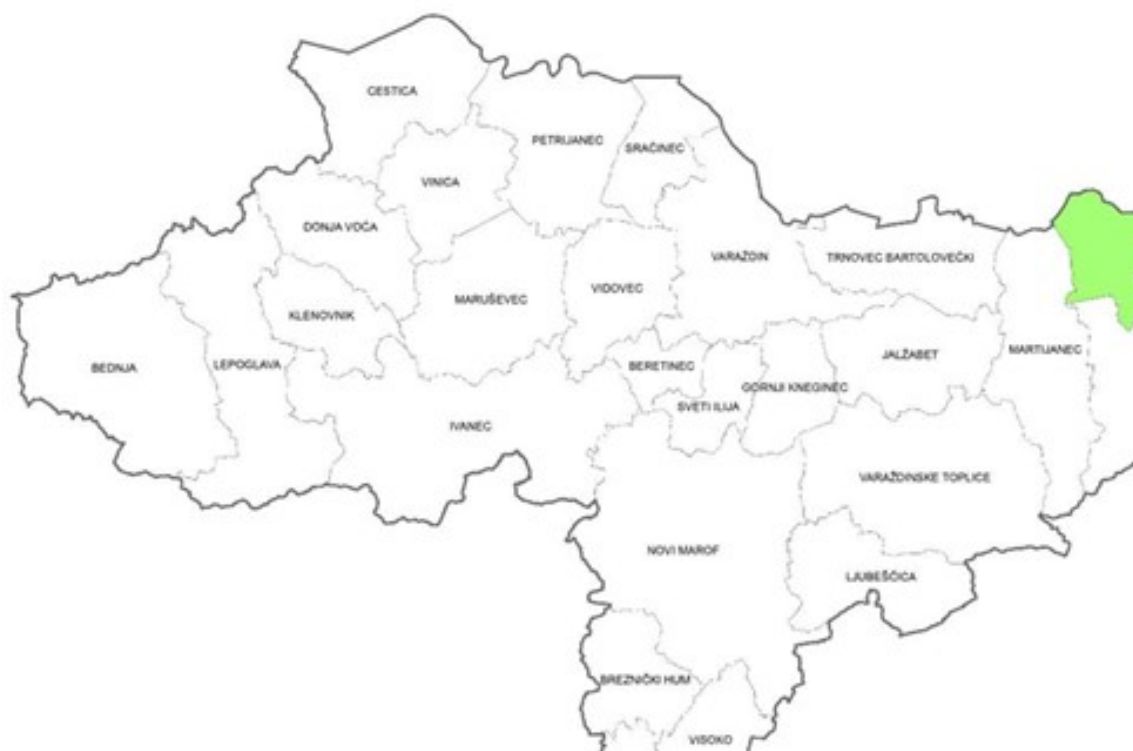 CESTICA
PETRIJANEC
SRAČINEC
VINICA
DONJA VOĆA
VARAŽDIN
TRNOVEC BARTOLOVEČKI
VIDOVEC
MARUŠEVEC
KLENOVNIK
BEDNJA
LEPOGLAVA
BERETINEC
JALŽABET
MARTIJANEC
GORNJI KNEGINEC
SVETI ILIJA
IVANEC
VARAŽDINSKE TOPLICE
NOVI MAROF
LJUBEŠĆICA
BREZNIČKI HUM
VISOKO